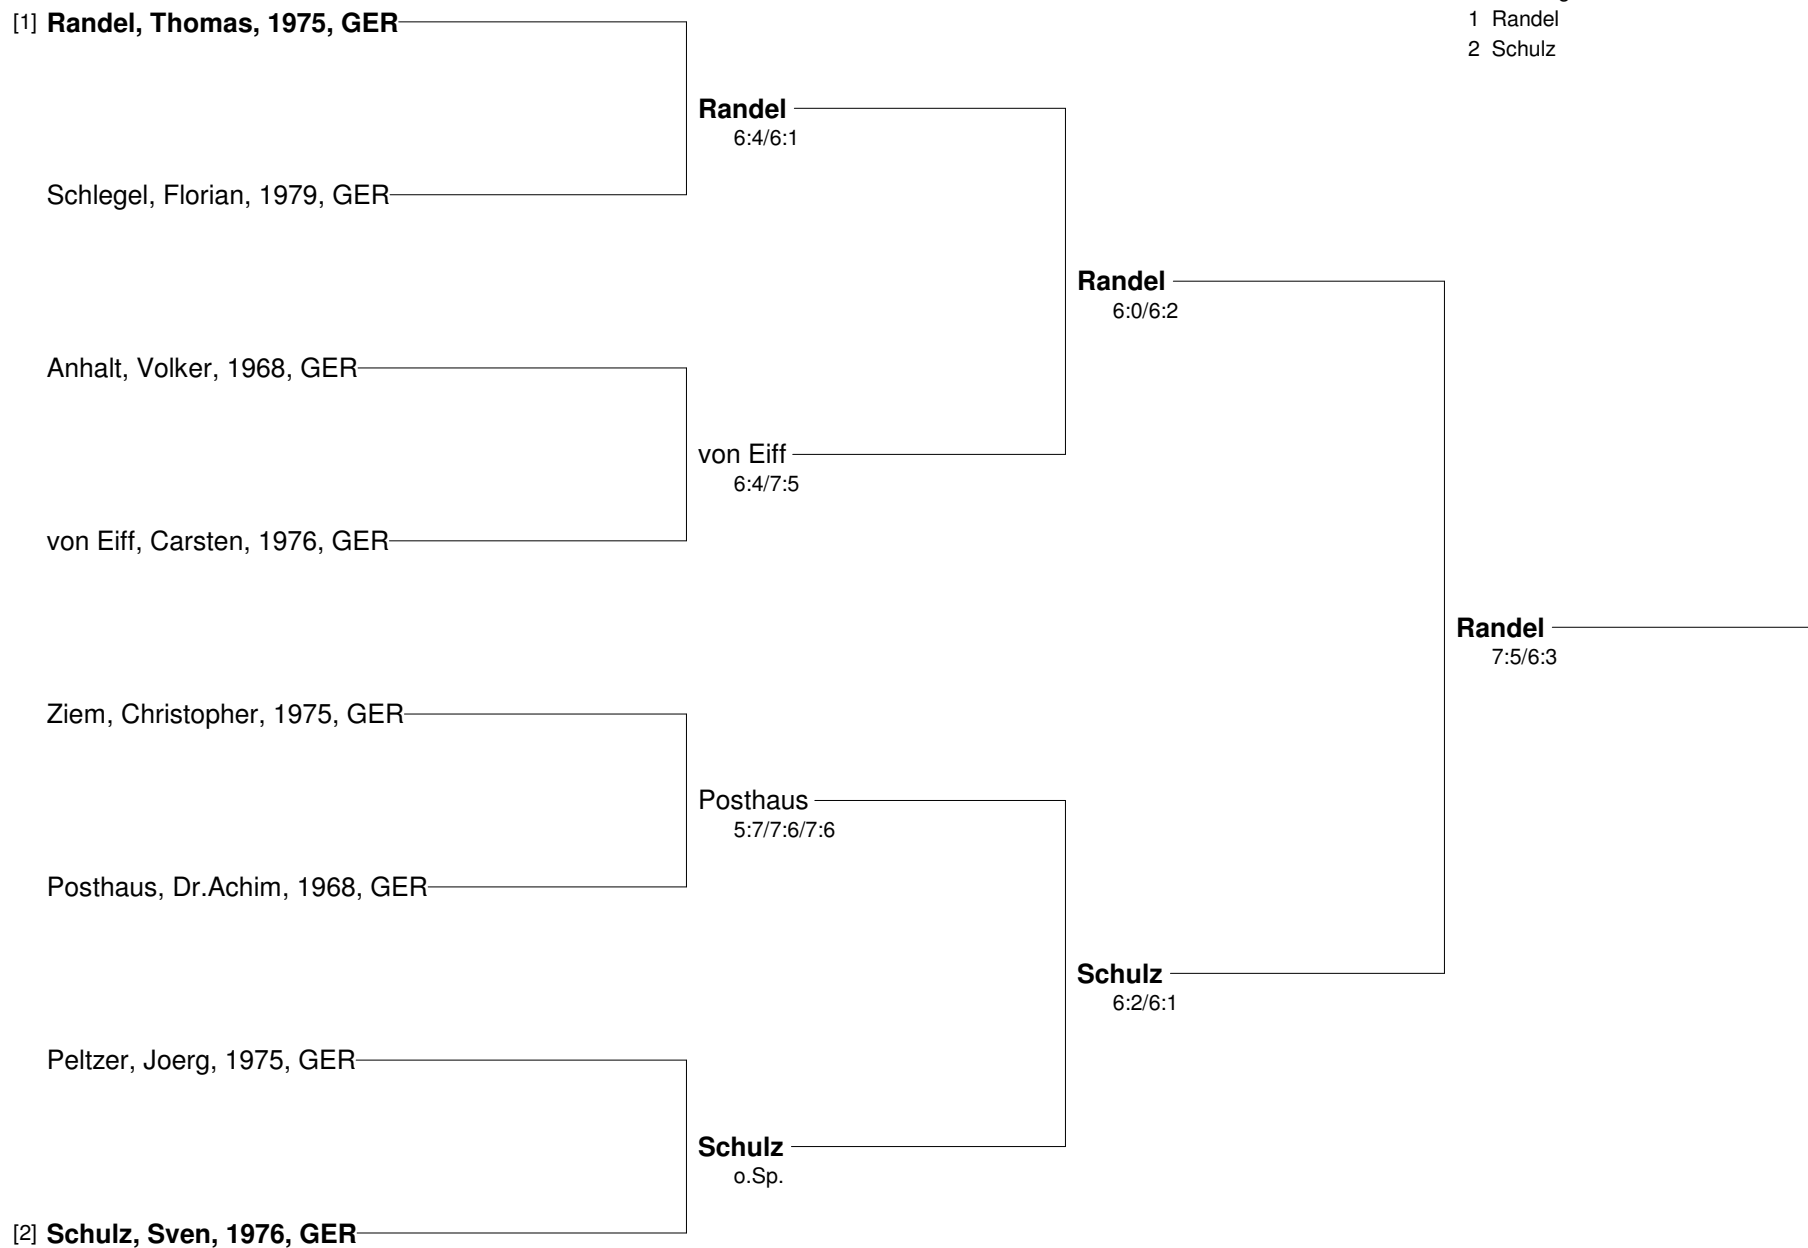 [1] Randel, Thomas, 1975, GER
1 Randel
2 Schulz
Randel
6:4/6:1
Schlegel, Florian, 1979, GER
Randel
6:0/6:2
Anhalt, Volker, 1968, GER
von Eiff
6:4/7:5
von Eiff, Carsten, 1976, GER
Randel
7:5/6:3
Ziem, Christopher, 1975, GER
Posthaus
5:7/7:6/7:6
Posthaus, Dr.Achim, 1968, GER
Schulz
6:2/6:1
Peltzer, Joerg, 1975, GER
Schulz
o.Sp.
[2] Schulz, Sven, 1976, GER